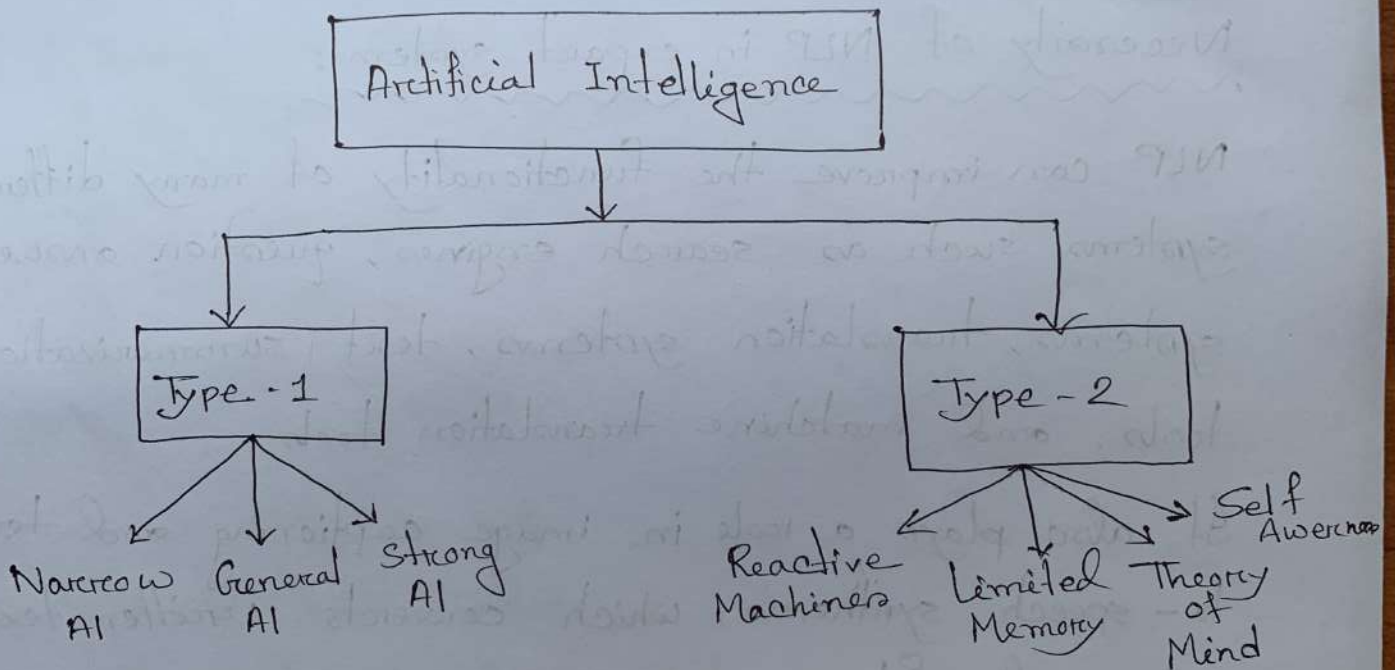 Artificial Intelligence
Type - 1
Type - 2
Narrow
AI
General
AI
Strong
AI
Reactive
Machines
Limited
Memory
Theory
of
Mind
Self